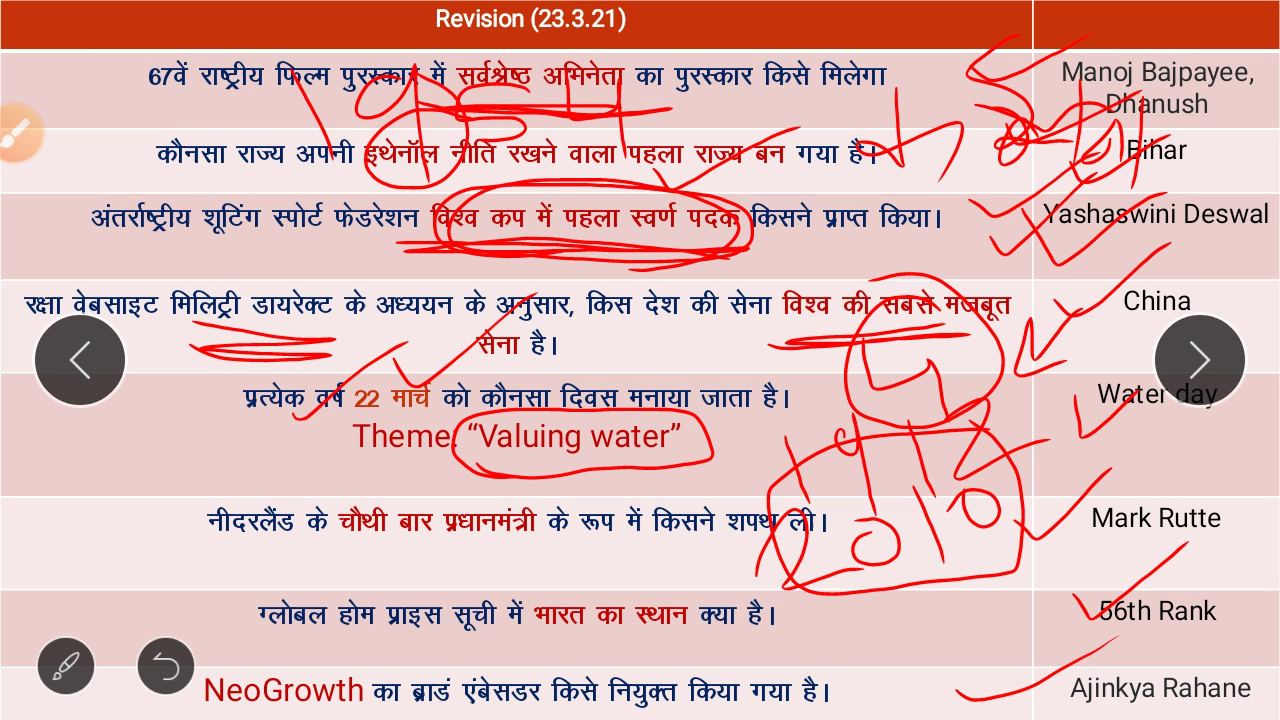 Revision (23.3.21)
67वें राष्ट्रीय फिल्म पुरस्कार में सर्वश्रेष्ठ अभिनेता का पुरस्कार किसे मिलेगा
Manoj Bajpayee,
Dhanush
कौनसा राज्य अपनी इथेनॉल नीति रखने वाला पहला राज्य बन गया है।
Bihar
अंतर्राष्ट्रीय शूटिंग स्पोर्ट फेडरेशन विश्व कप में पहला स्वर्ण पदक किसने प्राप्त किया।
Yashaswini Deswal
रक्षा वेबसाइट मिलिट्री डायरेक्ट के अध्ययन के अनुसार, किस देश की सेना विश्व की सबसे मजबूत
सेना है।
China
प्रत्येक वर्ष 22 मार्च को कौनसा दिवस मनाया जाता है।
Theme. “Valuing water”
Water day
नीदरलैंड के चौथी बार प्रधानमंत्री के रूप में किसने शपथ ली।
Mark Rutte
ग्लोबल होम प्राइस सूची में भारत का स्थान क्या है।
56th Rank
NeoGrowth का ब्राडं एंबेसडर किसे नियुक्त किया गया है।
Ajinkya Rahane